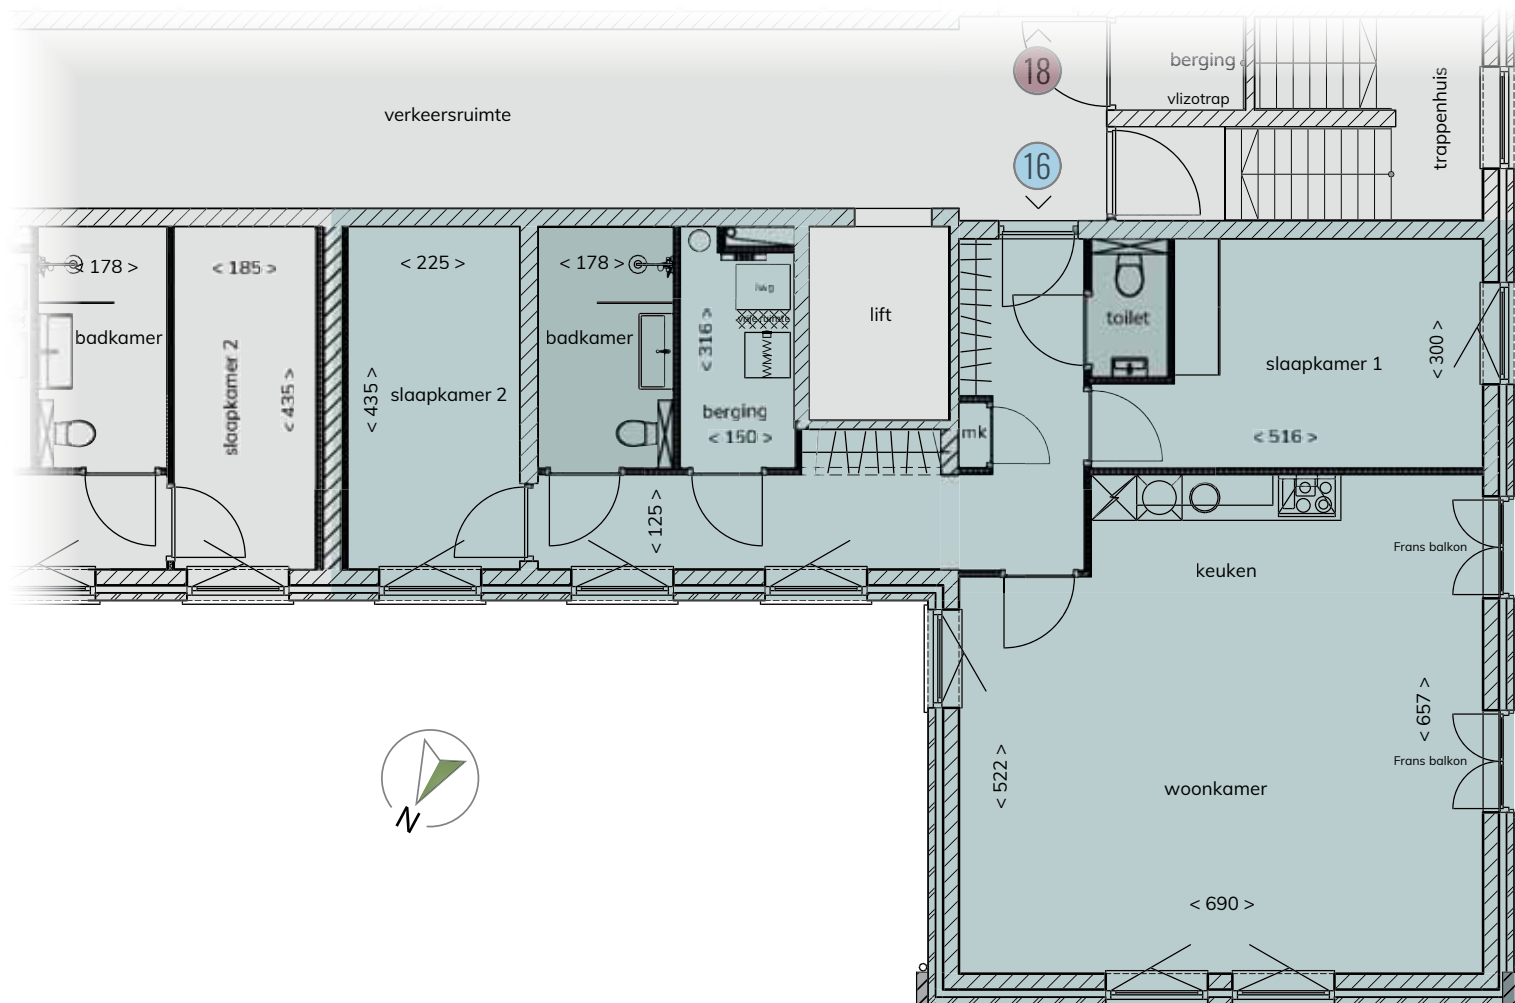 18
berging
vlizotrap
trappenhuis
verkeersruimte
16
< 178 >
badkamer
< 185 >
slaapkamer 2
< 435 >
< 225 >
< 435 >
slaapkamer 2
< 178 >
badkamer
< 316 >
lwg
WMWD
berging
< 150 >
lift
mk
toilet
slaapkamer 1
< 300 >
< 516 >
< 125 >
keuken
Frans balkon
< 657 >
Frans balkon
< 522 >
woonkamer
< 690 >
N